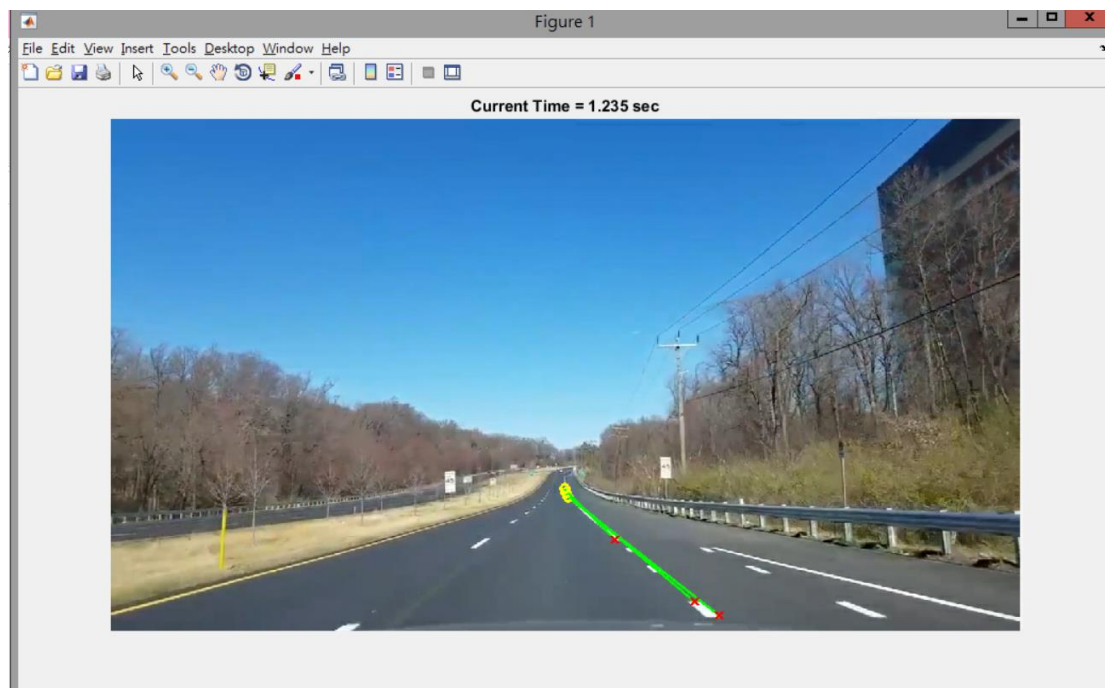 Figure 1
File Edit View Insert Tools Desktop Window Help
Current Time = 1.235 sec